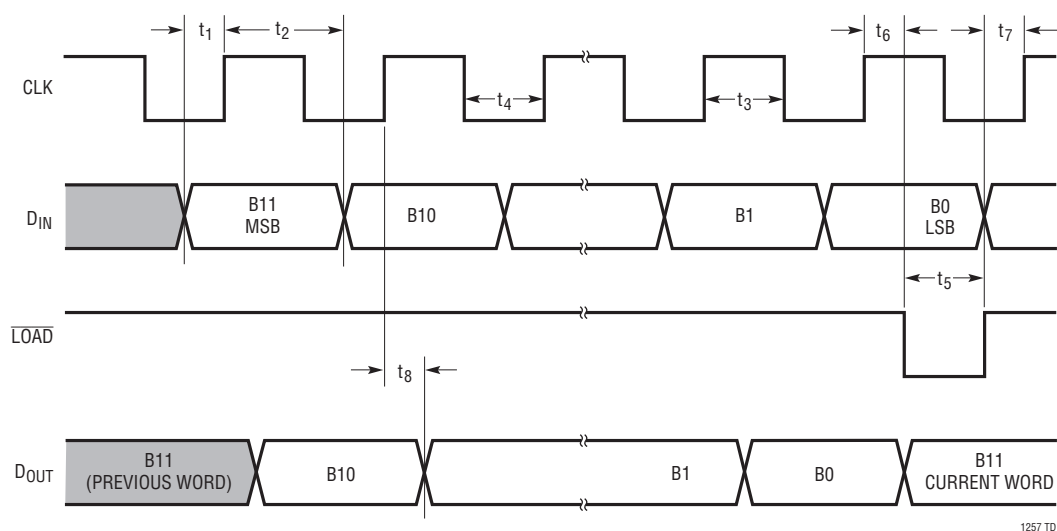 t1 t2 t6 t7
CLK
t4 t3
DIN
B11
MSB
B10
B1
B0
LSB
t5
LOAD
t8
DOUT
B11
(PREVIOUS WORD)
B10
B1
B0
B11
CURRENT WORD
1257 TD